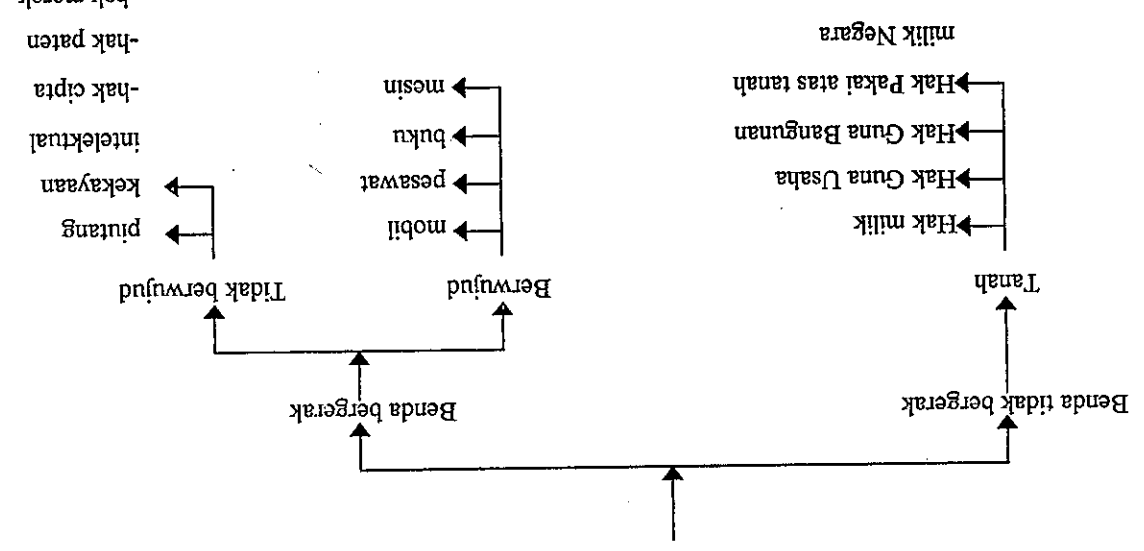 Benda tidak bergerak
Benda bergerak
Tanah
Berwujud
Tidak berwujud
Hak milik
Hak Guna Usaha
Hak Guna Bangunan
Hak Pakai atas tanah
milik Negara
mobil
pesawat
buku
mesin
piutang
kekayaan
intelektual
-hak cipta
-hak paten